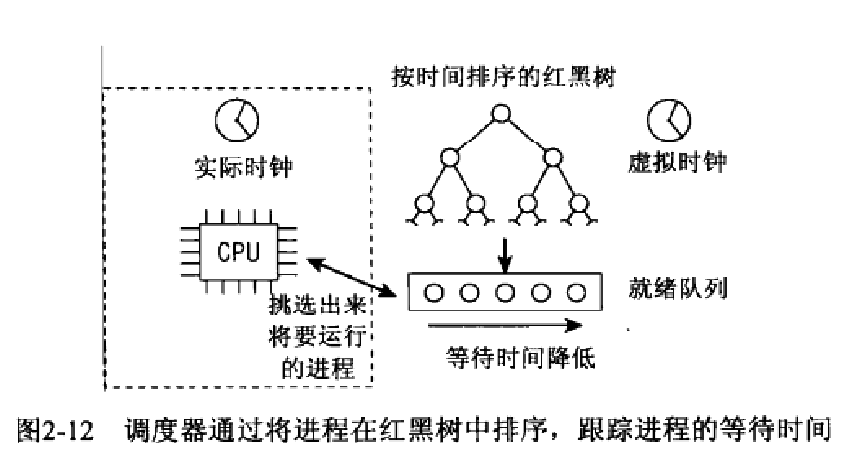 按时间排序的红黑树
实际时钟
虚拟时钟
CPU
挑选出来
将要运行
的进程
就绪队列
等待时间降低
图2-12 调度器通过将进程在红黑树中排序，跟踪进程的等待时间